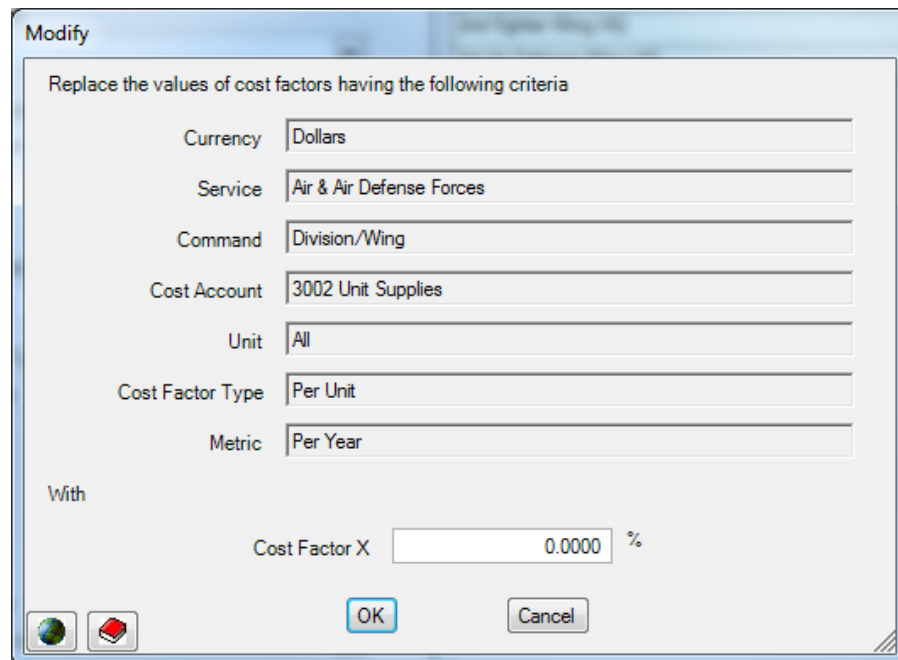 Modify
Replace the values of cost factors having the following criteria
Currency Dollars
Service Air & Air Defense Forces
Command Division/Wing
Cost Account 3002 Unit Supplies
Unit All
Cost Factor Type Per Unit
Metric Per Year
With
Cost Factor X 0.0000 %
OK Cancel